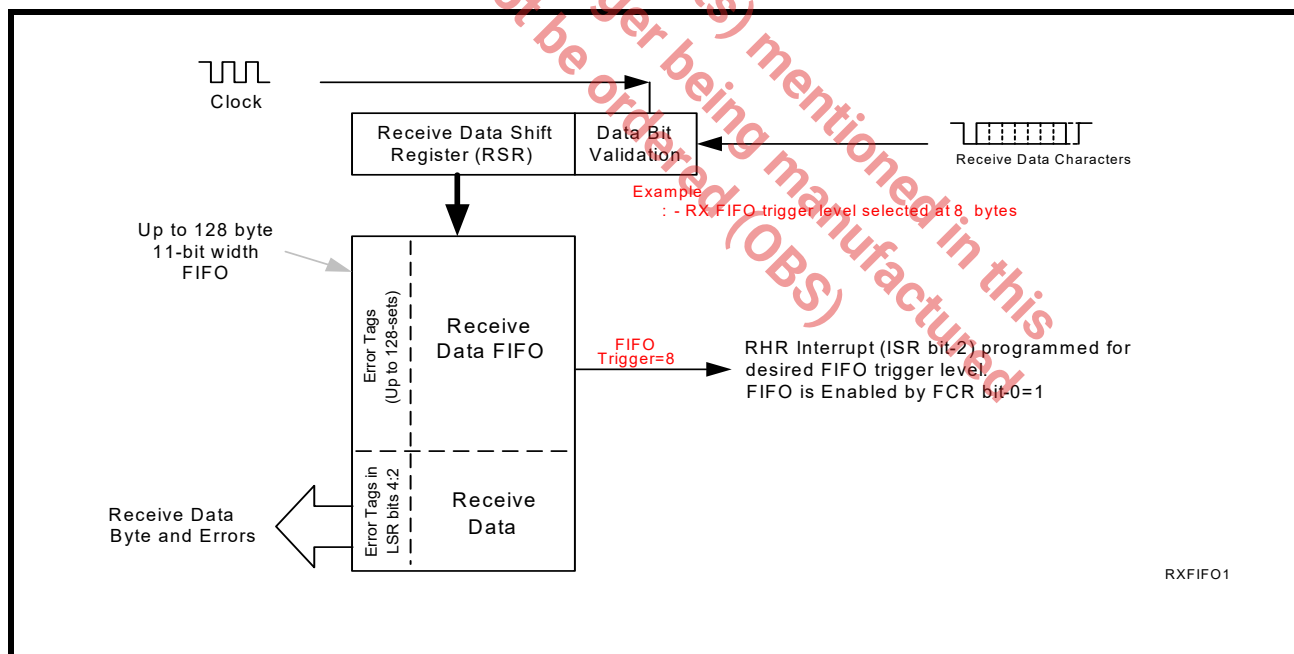 ts) mentioned in this
ger being manufactured
ot be ordered (OBS)
Clock
Receive Data Shift
Register (RSR)
Data Bit
Validation
Receive Data Characters
Example
: - RX FIFO trigger level selected at 8 bytes
Up to 128 byte
11-bit width
FIFO
Error Tags
(Up to 128-sets)
Receive
Data FIFO
FIFO
Trigger=8
RHR Interrupt (ISR bit-2) programmed for
desired FIFO trigger level.
FIFO is Enabled by FCR bit-0=1
Error Tags in
LSR bits 4:2
Receive
Data
Receive Data
Byte and Errors
RXFIFO1